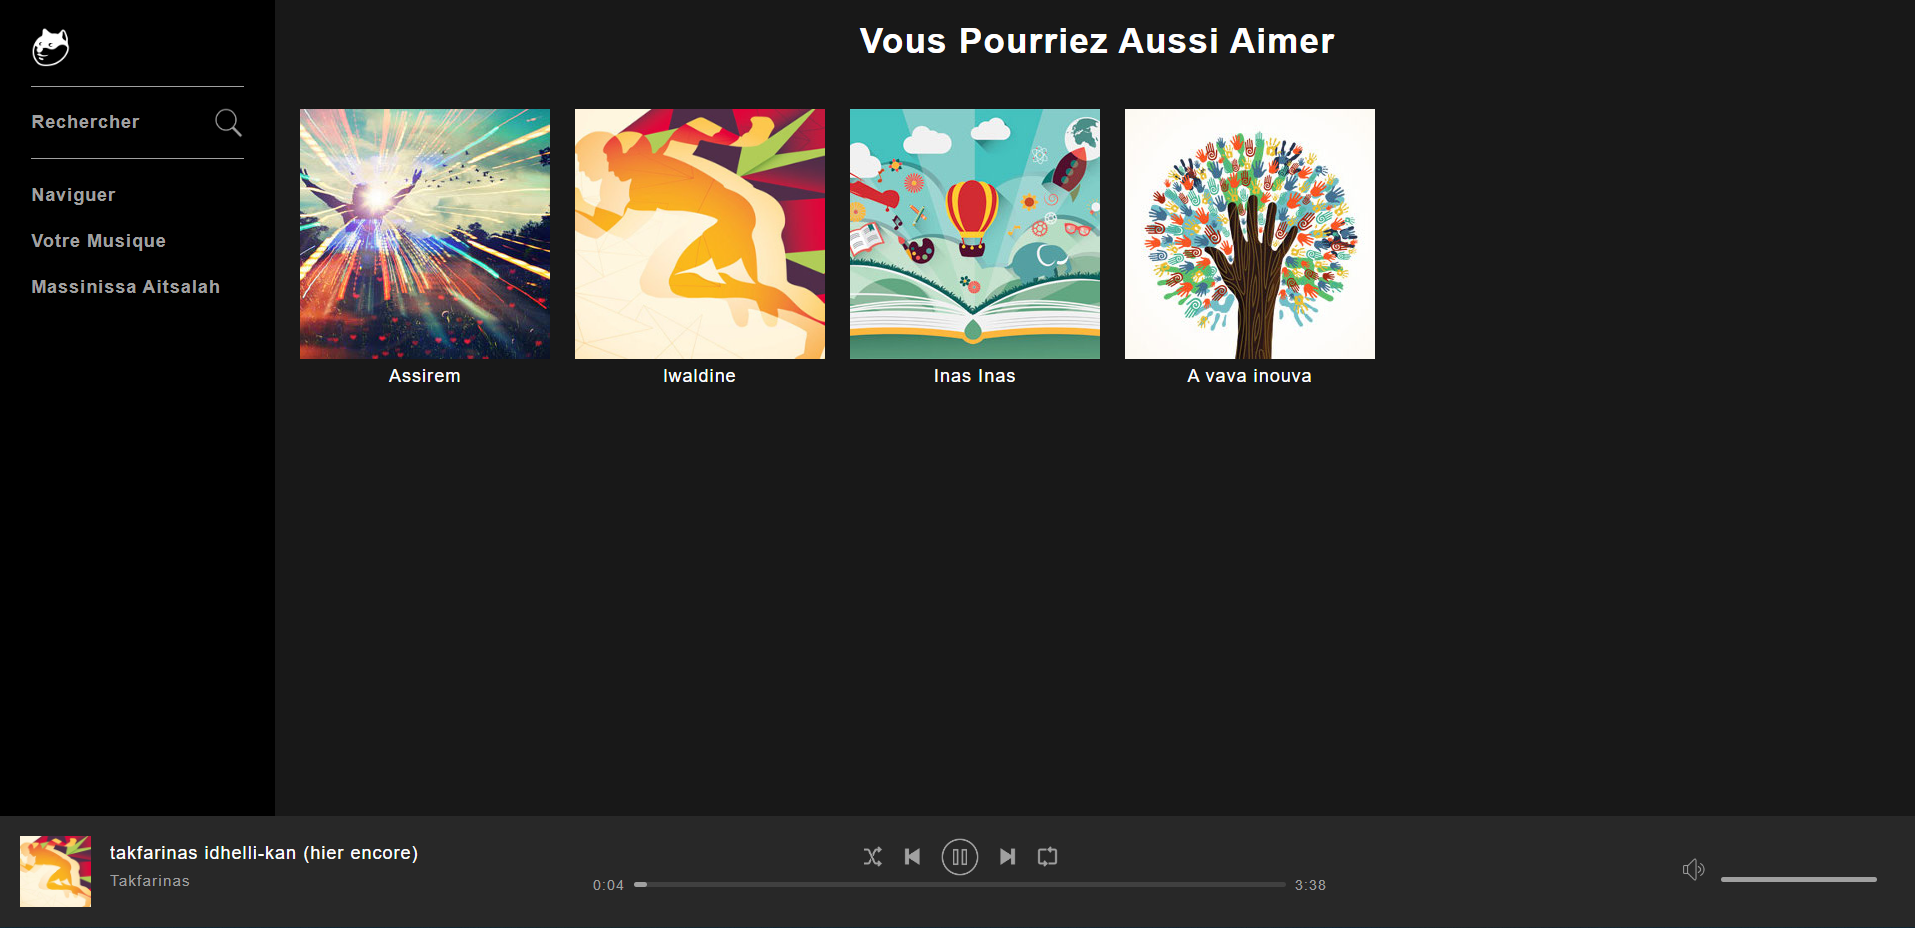 Vous Pourriez Aussi Aimer
Rechercher
Naviguer
Votre Musique
Massinissa Aitsalah
Assirem
Iwaldine
Inas Inas
A vava inouva
takfarinas idhelli-kan (hier encore)
Takfarinas
0:04
3:38